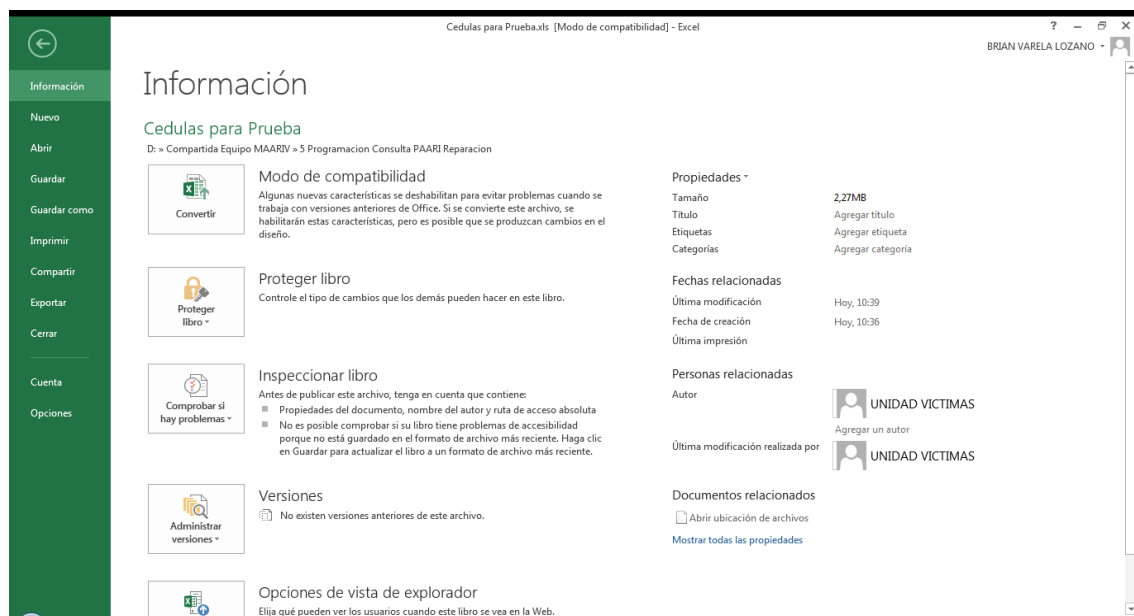 Cedulas para Prueba.xls [Modo de compatibilidad] - Excel
?
BRIAN VARELA LOZANO
Información
Nuevo
Abrir
Guardar
Guardar como
Imprimir
Compartir
Exportar
Cerrar
Cuenta
Opciones
Información
Cedulas para Prueba
D: » Compartida Equipo MAARIV » 5 Programacion Consulta PAARI Reparacion
Convertir
Modo de compatibilidad
Algunas nuevas características se deshabilitan para evitar problemas cuando se
trabaja con versiones anteriores de Office. Si se convierte este archivo, se
habilitarán estas características, pero es posible que se produzcan cambios en el
diseño.
Proteger
libro
Proteger libro
Controle el tipo de cambios que los demás pueden hacer en este libro.
Comprobar si
hay problemas
Inspeccionar libro
Antes de publicar este archivo, tenga en cuenta que contiene:
Propiedades del documento, nombre del autor y ruta de acceso absoluta
No es posible comprobar si su libro tiene problemas de accesibilidad
porque no está guardado en el formato de archivo más reciente. Haga clic
en Guardar para actualizar el libro a un formato de archivo más reciente.
Administrar
versiones
Versiones
No existen versiones anteriores de este archivo.
Opciones de vista de explorador
Elija qué pueden ver los usuarios cuando este libro se vea en la Web.
Propiedades
Tamaño 2,27MB
Título Agregar título
Etiquetas Agregar etiqueta
Categorías Agregar categoría
Fechas relacionadas
Última modificación Hoy, 10:39
Fecha de creación Hoy, 10:36
Última impresión
Personas relacionadas
Autor UNIDAD VICTIMAS
Agregar un autor
Última modificación realizada por UNIDAD VICTIMAS
Documentos relacionados
Abrir ubicación de archivos
Mostrar todas las propiedades